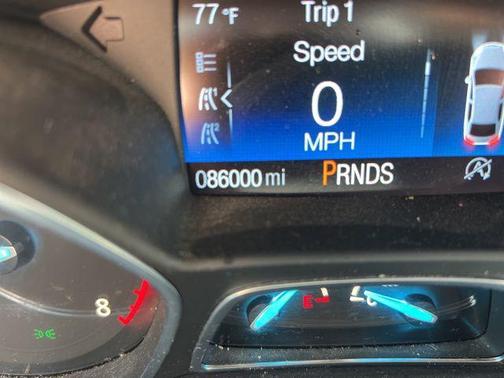 77 °F Trip 1
Speed
0
MPH
086000 mi PRNDS
8
E